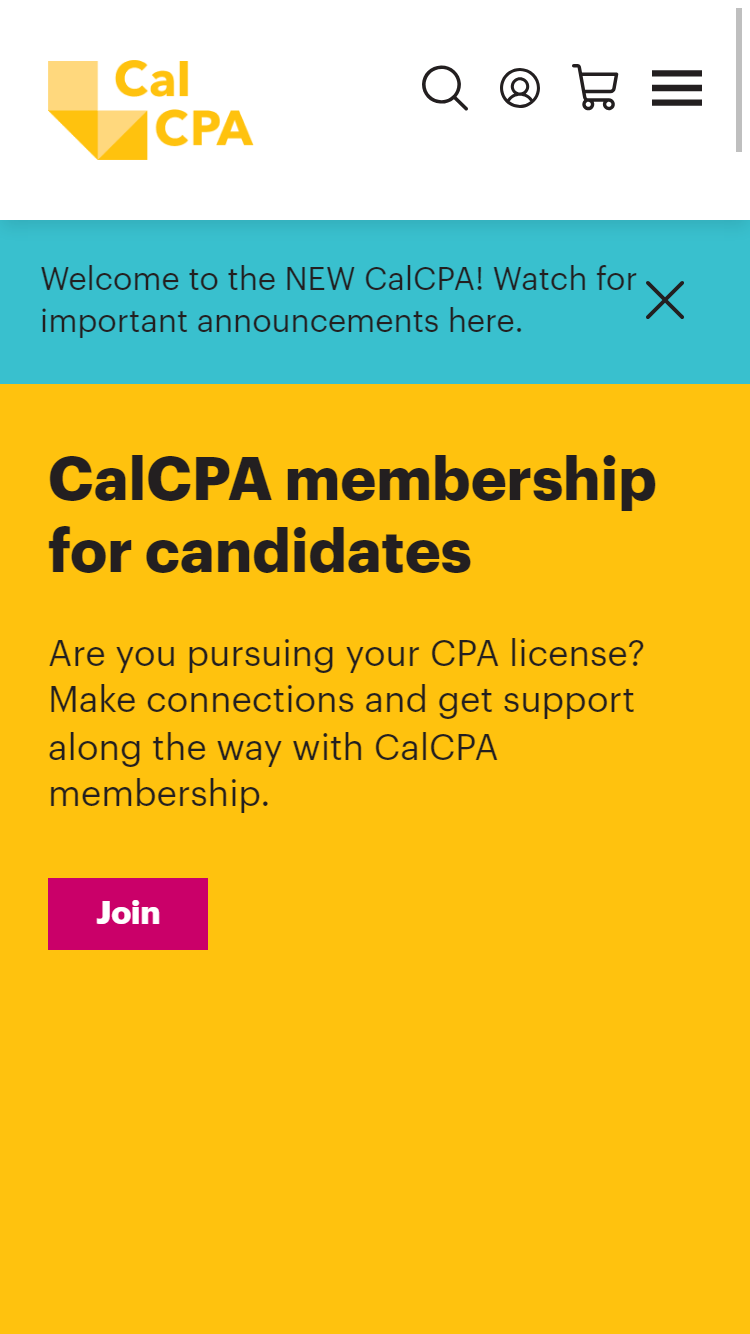 Cal
CPA
Welcome to the NEW CalCPA! Watch for
important announcements here.
CalCPA membership
for candidates
Are you pursuing your CPA license?
Make connections and get support
along the way with CalCPA
membership.
Join